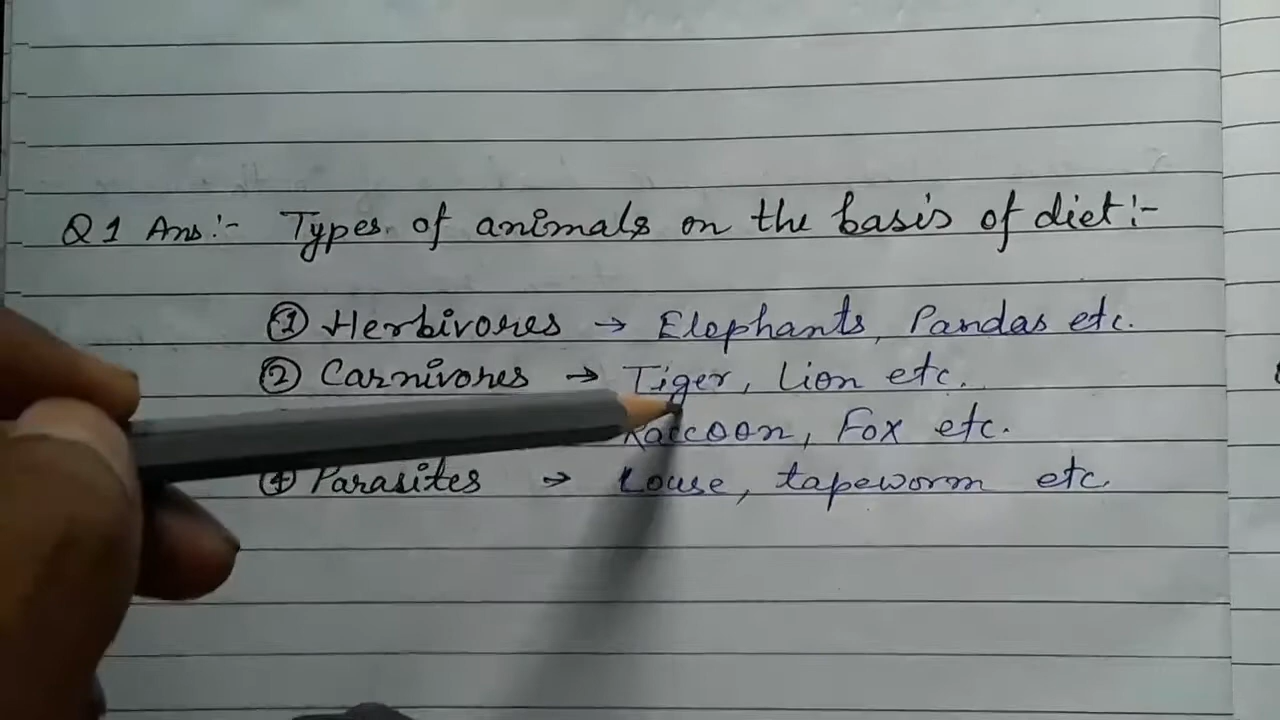 Q1 Ans:- Types of animals on the basis of diet:-
① Herbivores → Elephants, Pandas etc.
② Carnivores → Tiger, Lion etc.
Raccoon, Fox etc.
④ Parasites → Louse, tapeworm etc.